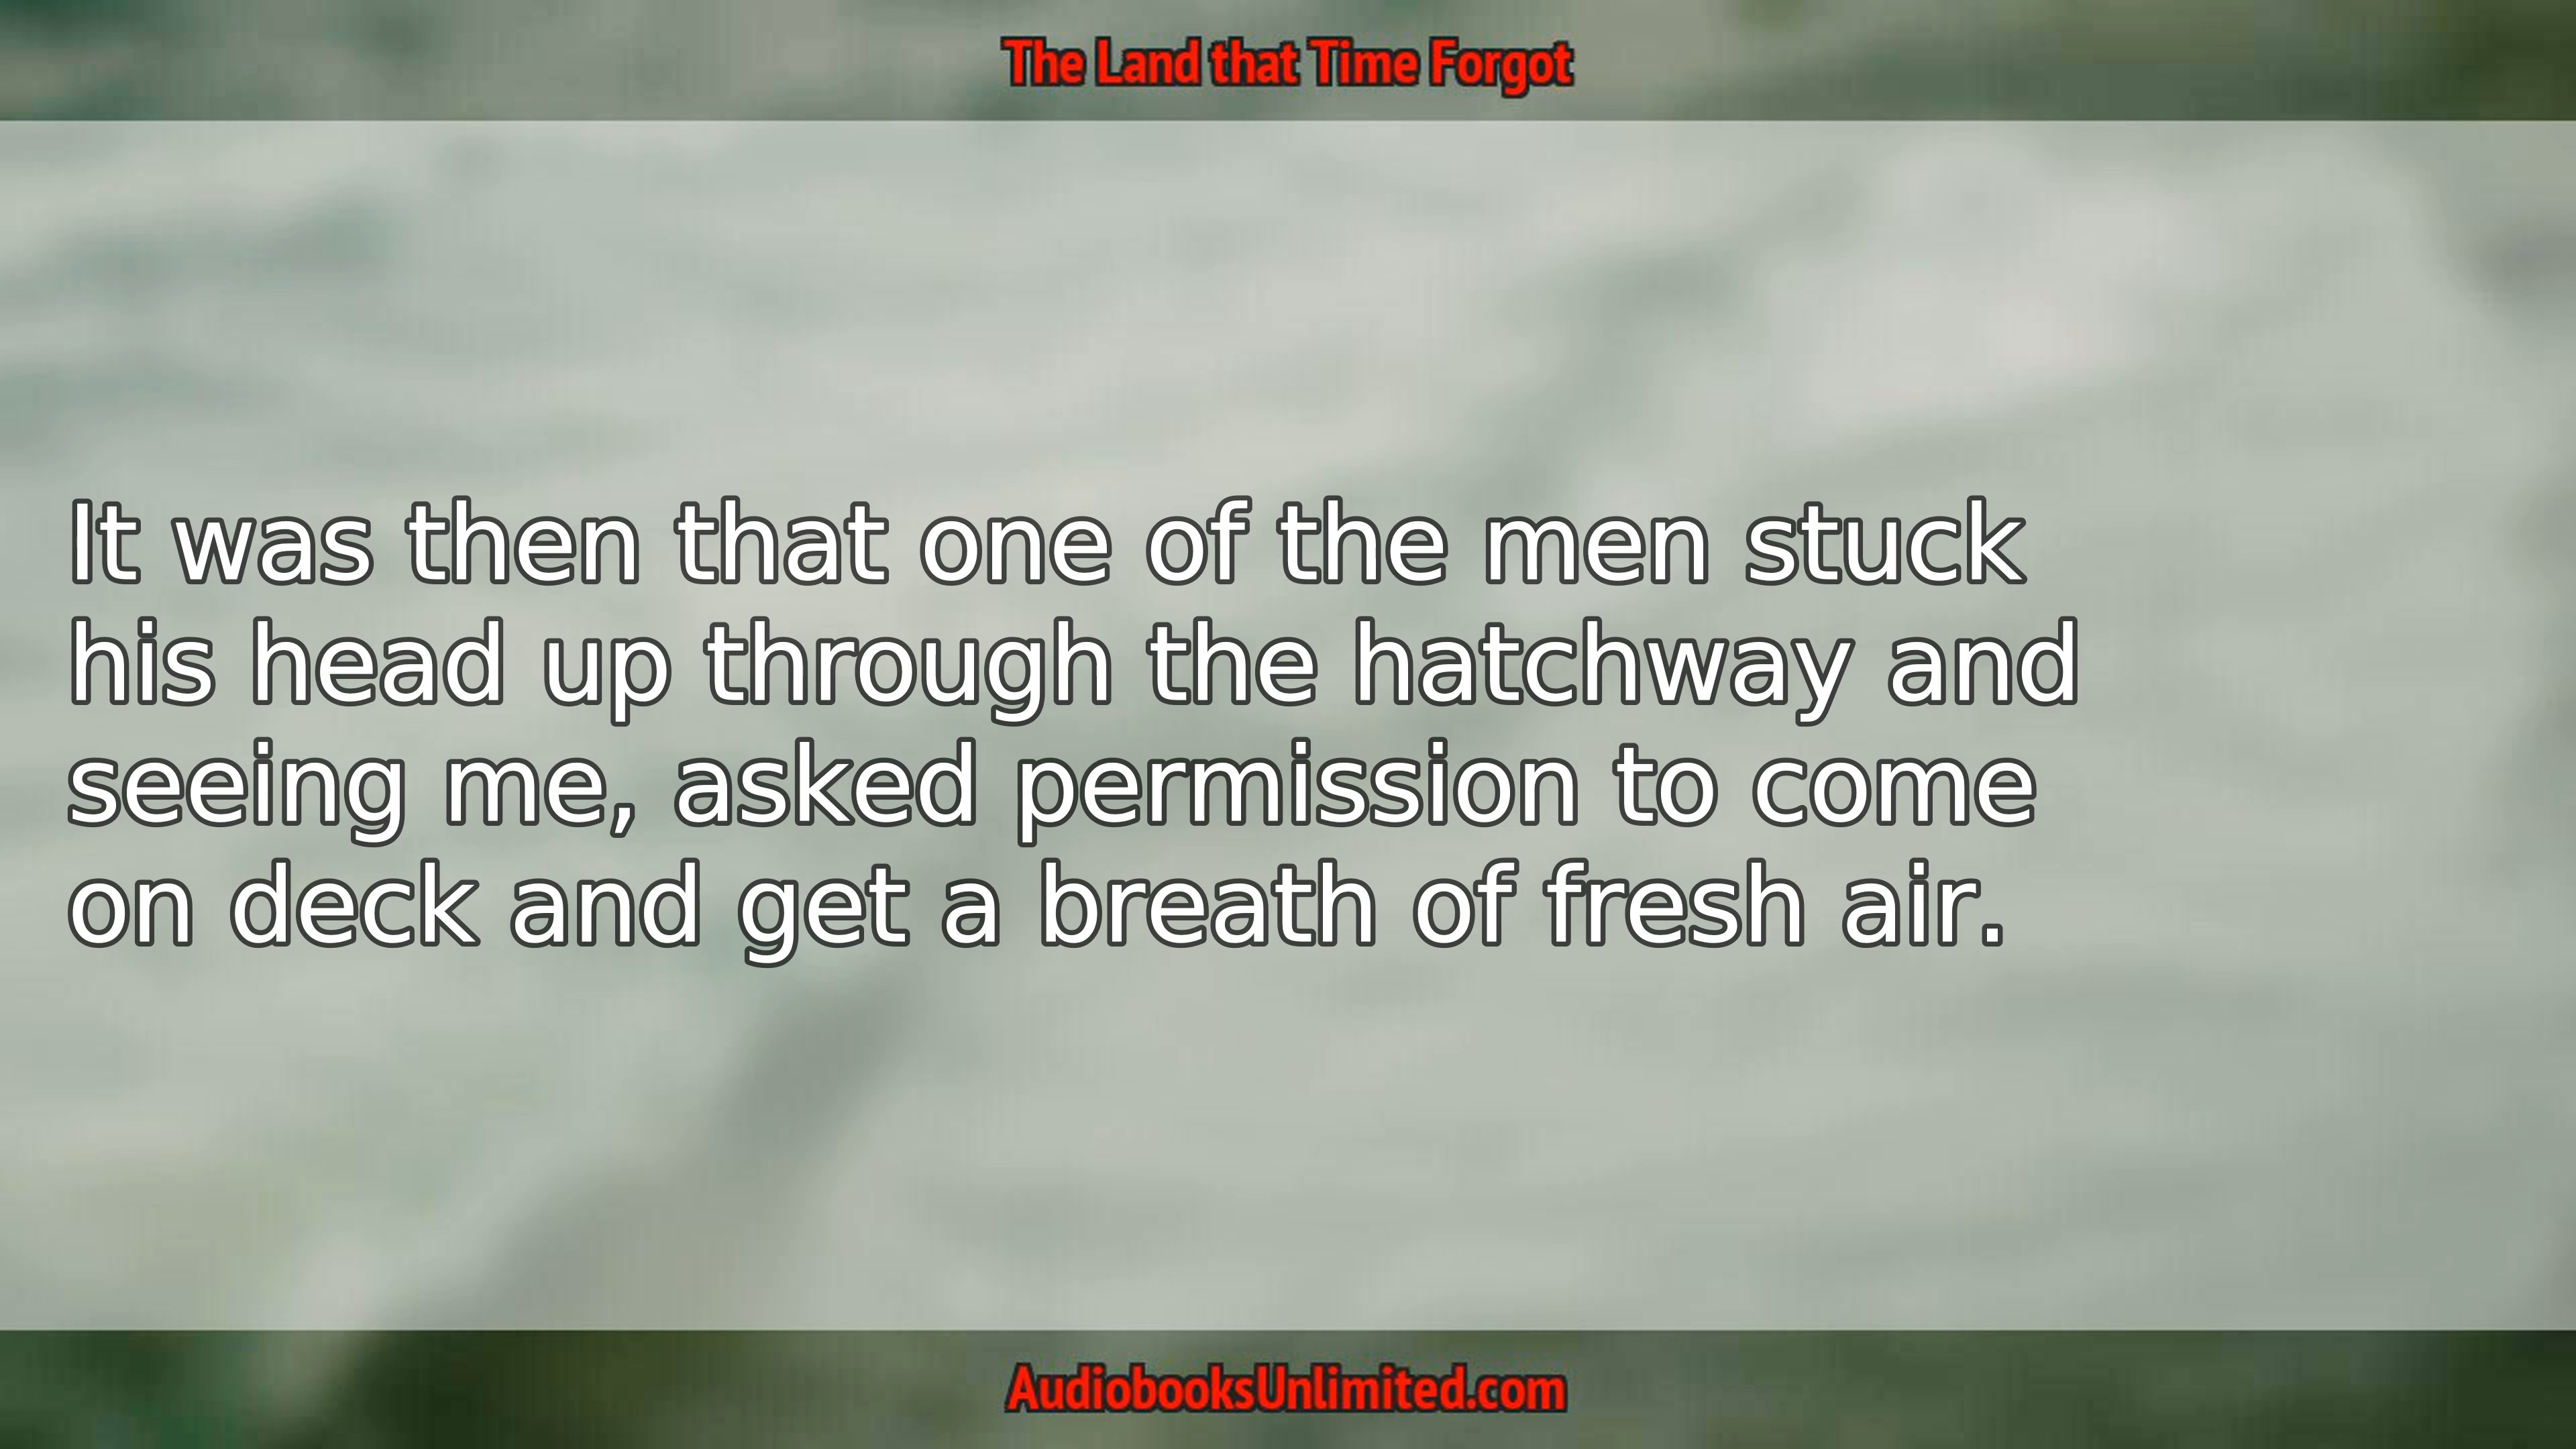 The Land that Time Forgot
It was then that one of the men stuck
his head up through the hatchway and
seeing me, asked permission to come
on deck and get a breath of fresh air.
AudiobooksUnlimited.com